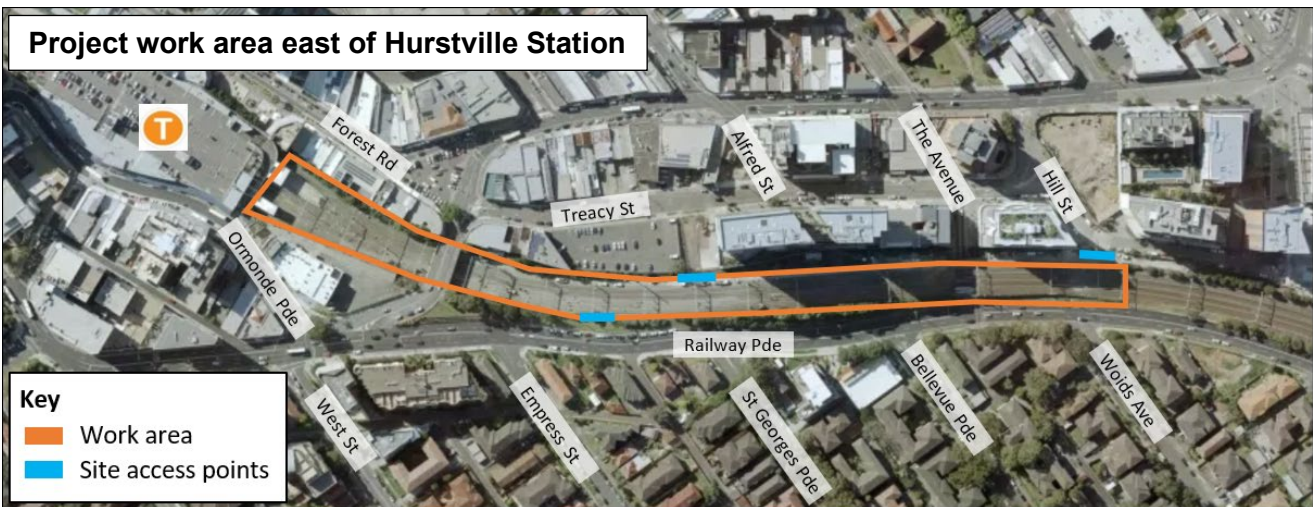 Project work area east of Hurstville Station
T
Forest Rd
Alfred St
The Avenue
Hill St
Treacy St
Ormonde Pde
Railway Pde
West St
Empress St
St Georges Pde
Bellevue Pde
Woids Ave
Key
Work area
Site access points